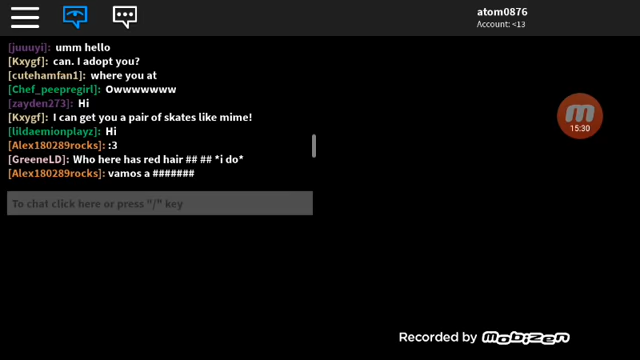 atom0876
Account: <13
[juuuyi]: umm hello
[Kxygf]: can. I adopt you?
[cutehamfan1]: where you at
[Chef_peepregirl]: Owwwwwww
[zayden273]: Hi
[Kxygf]: I can get you a pair of skates like mime!
[lildaemionplayz]: Hi
[Alex180289rocks]: :3
[GreeneLD]: Who here has red hair ## ## *i do*
[Alex180289rocks]: vamos a #######
To chat click here or press "/" key
15:30
Recorded by Mobizen